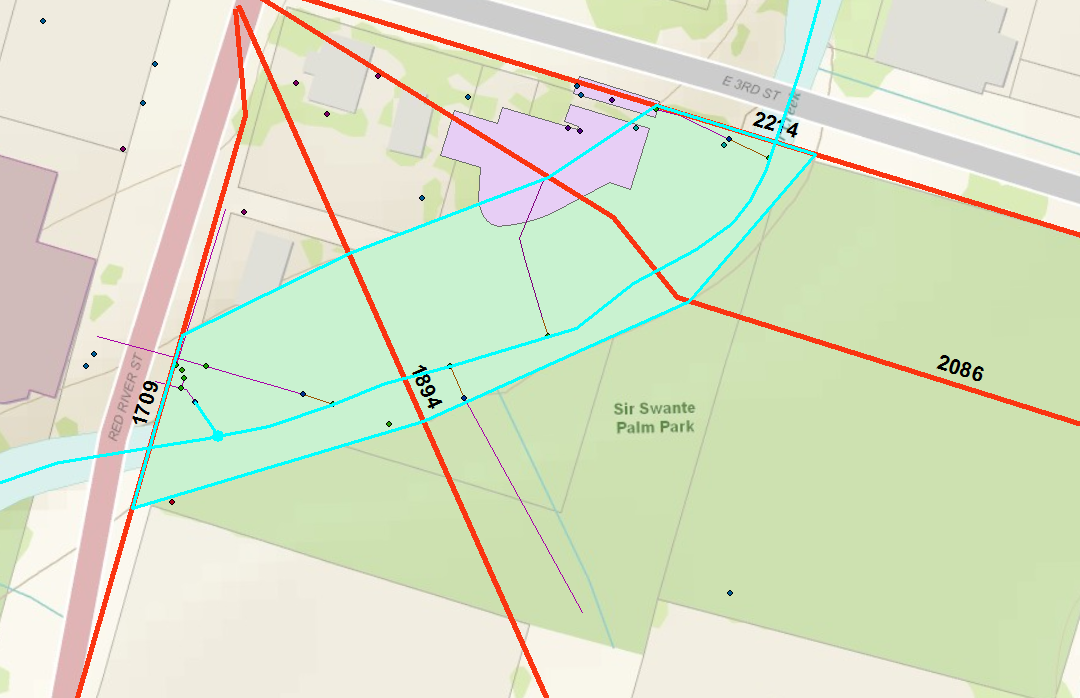 E 3RD ST
2214
2086
RED RIVER ST
1709
1894
Sir Swante
Palm Park